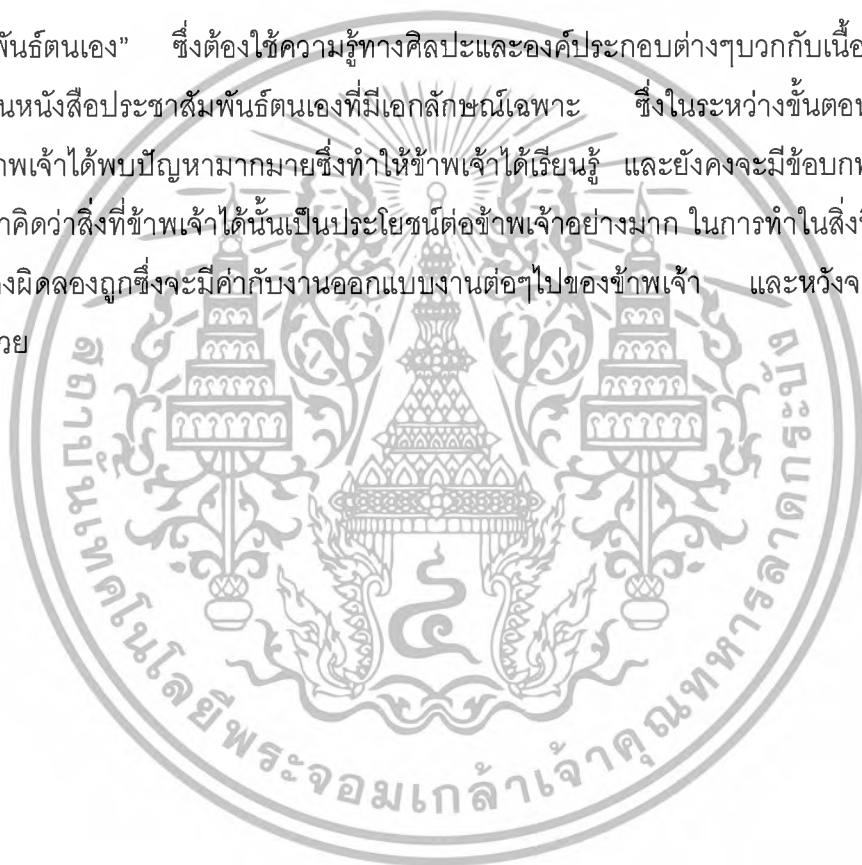 พันธ์ตนเอง” ซึ่งต้องใช้ความรู้ทางศิลปะและองค์ประกอบต่างๆบวกกับเนื้อ
นหนังสือประชาสัมพันธ์ตนเองที่มีเอกลักษณ์เฉพาะ ซึ่งในระหว่างขั้นตอน
าพเจ้าได้พบปัญหามากมายซึ่งทำให้ข้าพเจ้าได้เรียนรู้ และยังคงจะมีข้อบกพ
าคิดว่าสิ่งที่ข้าพเจ้าได้นั้นเป็นประโยชน์ต่อข้าพเจ้าอย่างมาก ในการทำในสิ่งที
งผิดลองถูกซึ่งจะมีค่ากับงานออกแบบงานต่อๆไปของข้าพเจ้า และหวังจ
วย
สถาบันเทคโนโลยีพระจอมเกล้าเจ้าคุณทหารลาดกระบัง
๔